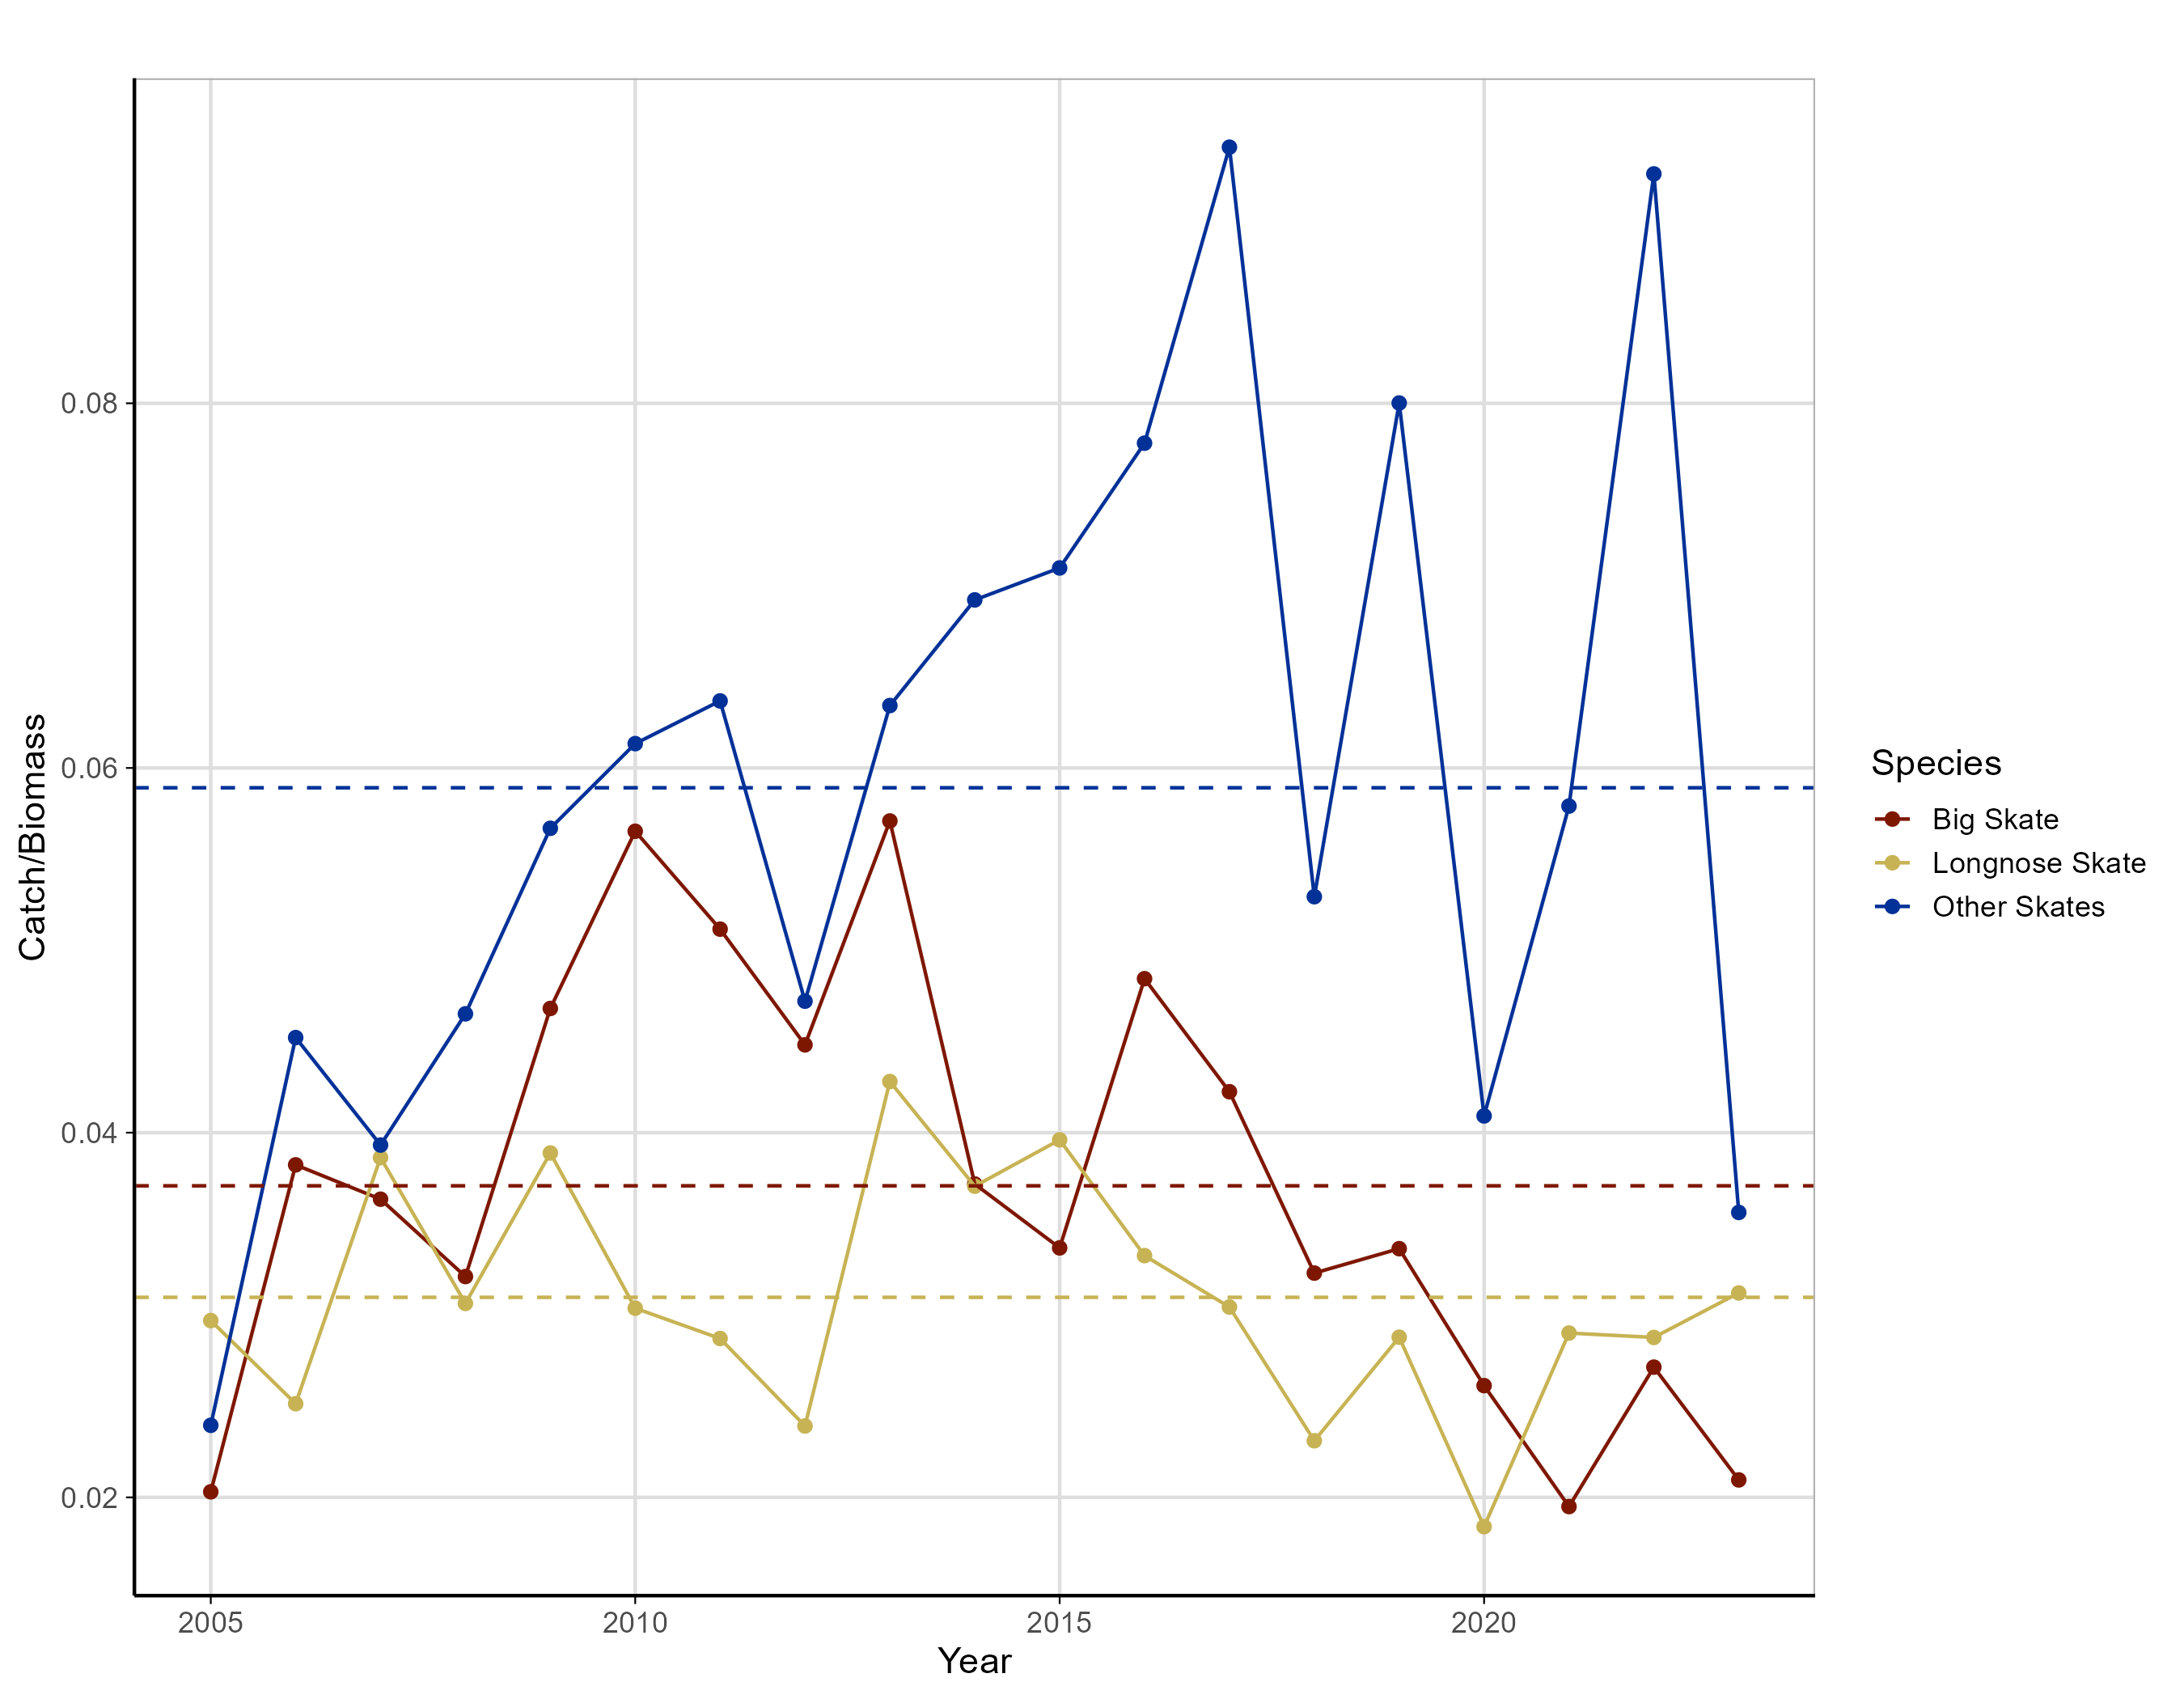 Catch/Biomass
0.08
0.06
0.04
0.02
2005
2010
2015
2020
Year
Species
Big Skate
Longnose Skate
Other Skates